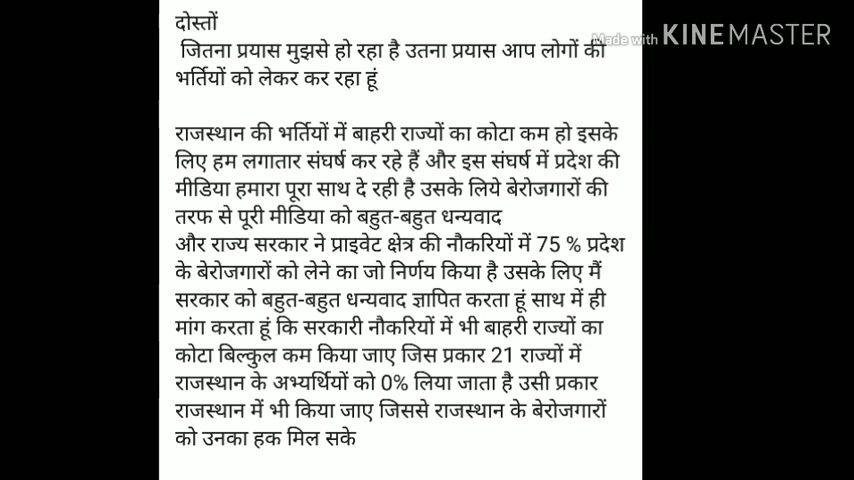 दोस्तों
जितना प्रयास मुझसे हो रहा है उतना प्रयास आप लोगों की
भर्तियों को लेकर कर रहा हूं
Made with KINEMASTER
राजस्थान की भर्तियों में बाहरी राज्यों का कोटा कम हो इसके
लिए हम लगातार संघर्ष कर रहे हैं और इस संघर्ष में प्रदेश की
मीडिया हमारा पूरा साथ दे रही है उसके लिये बेरोजगारों की
तरफ से पूरी मीडिया को बहुत-बहुत धन्यवाद
और राज्य सरकार ने प्राइवेट क्षेत्र की नौकरियों में 75 % प्रदेश
के बेरोजगारों को लेने का जो निर्णय किया है उसके लिए मैं
सरकार को बहुत-बहुत धन्यवाद ज्ञापित करता हूं साथ में ही
मांग करता हूं कि सरकारी नौकरियों में भी बाहरी राज्यों का
कोटा बिल्कुल कम किया जाए जिस प्रकार 21 राज्यों में
राजस्थान के अभ्यर्थियों को 0% लिया जाता है उसी प्रकार
राजस्थान में भी किया जाए जिससे राजस्थान के बेरोजगारों
को उनका हक मिल सके